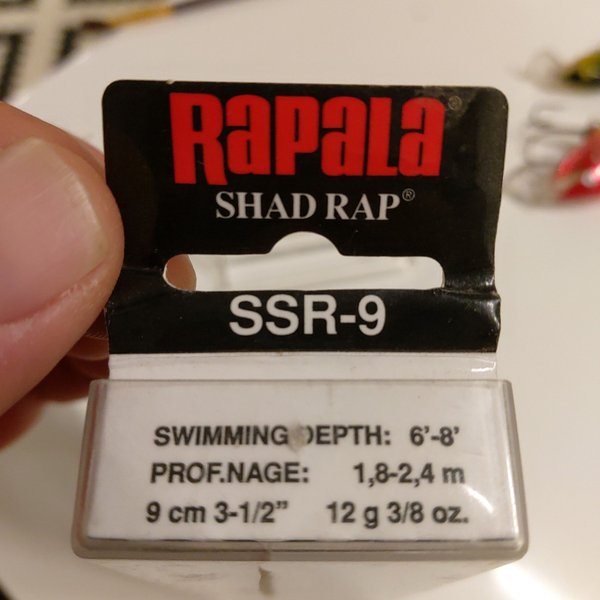 Rapala®
SHAD RAP®
SSR-9
SWIMMING DEPTH: 6'-8'
PROF.NAGE: 1,8-2,4 m
9 cm 3-1/2" 12 g 3/8 oz.